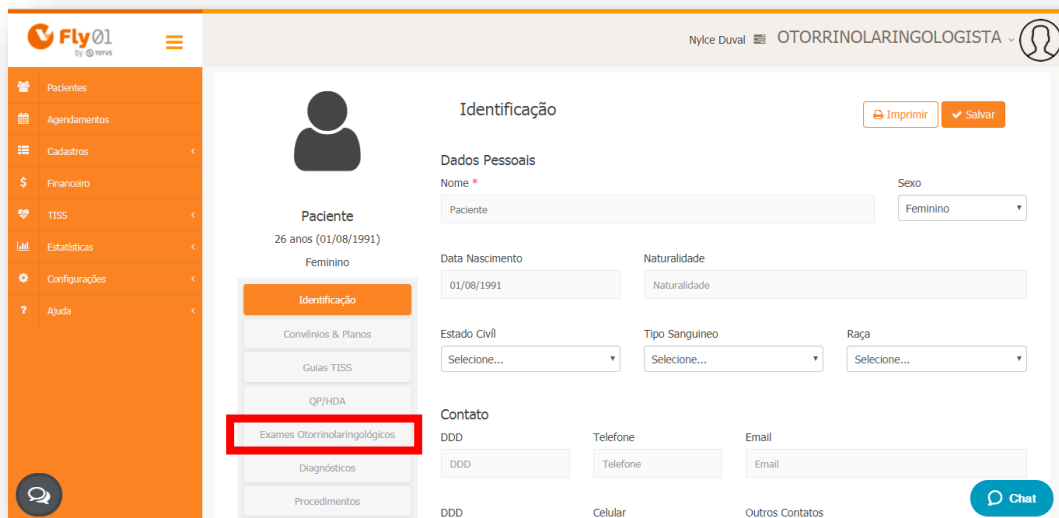 Fly01
by TOTVS
Nylce Duval OTORRINOLARINGOLOGISTA
Pacientes
Agendamentos
Cadastros
Financeiro
TISS
Estatísticas
Configurações
Ajuda
Paciente
26 anos (01/08/1991)
Feminino
Identificação
Convênios & Planos
Guias TISS
QP/HDA
Exames Otorrinolaringológicos
Diagnósticos
Procedimentos
Identificação
Imprimir
Salvar
Dados Pessoais
Nome *
Sexo
Paciente
Feminino
Data Nascimento
Naturalidade
01/08/1991
Naturalidade
Estado Civíl
Tipo Sanguineo
Raça
Selecione...
Selecione...
Selecione...
Contato
DDD
Telefone
Email
DDD
Telefone
Email
DDD
Celular
Outros Contatos
Chat